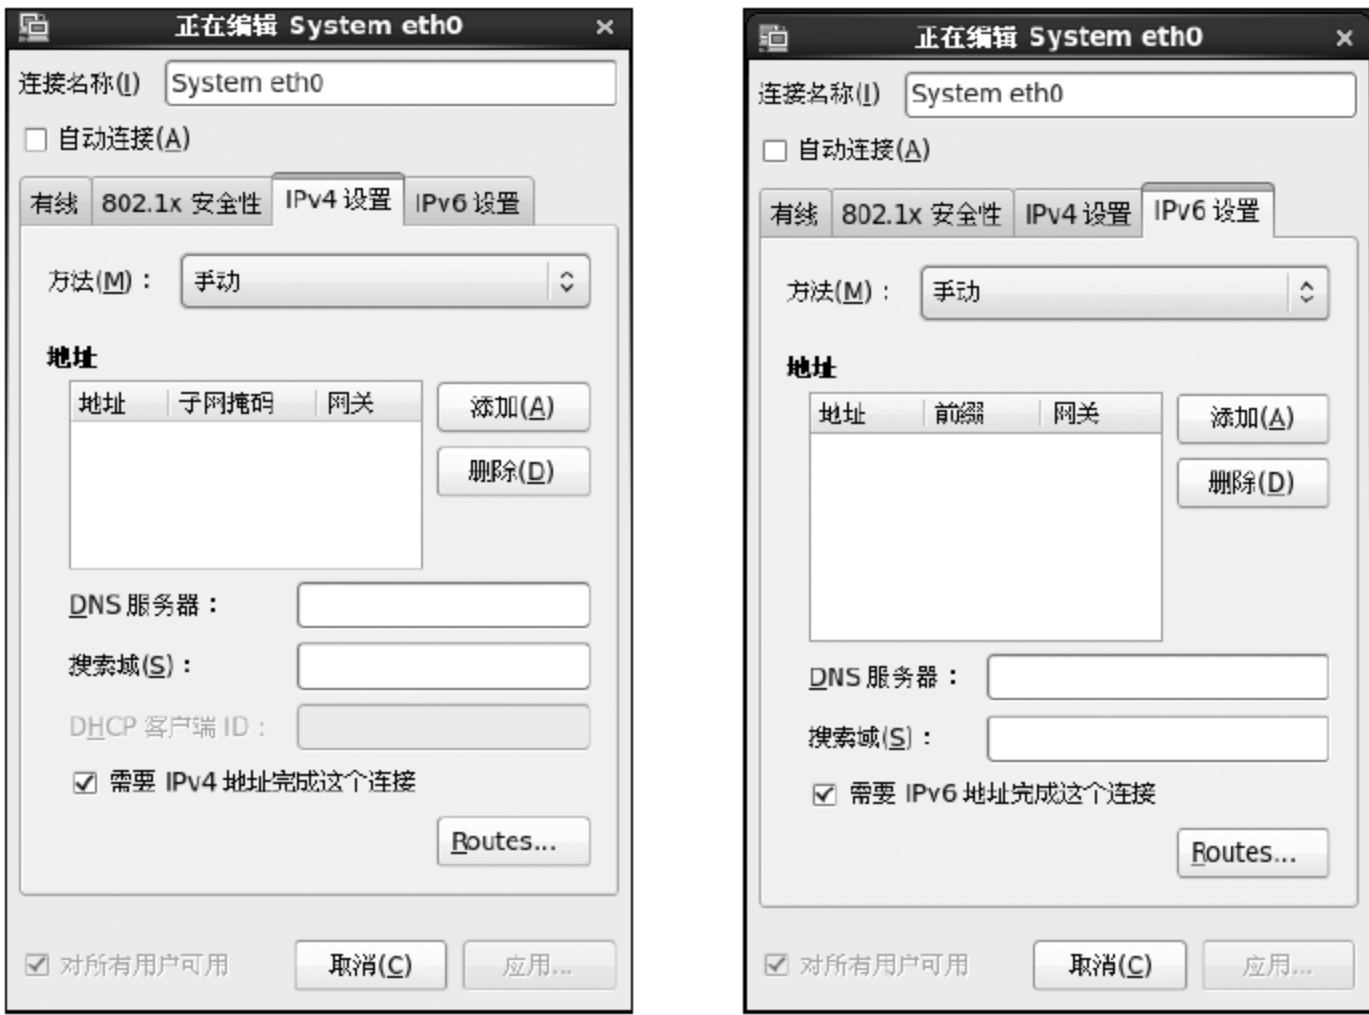 正在编辑 System eth0
连接名称(I) System eth0
自动连接(A)
有线 802.1x 安全性 IPv4 设置 IPv6 设置
方法(M)： 手动
地址
地址 子网掩码 网关 添加(A)
删除(D)
DNS 服务器：
搜索域(S)：
DHCP 客户端 ID：
需要 IPv4 地址完成这个连接
Routes...
对所有用户可用 取消(C) 应用...
正在编辑 System eth0
连接名称(I) System eth0
自动连接(A)
有线 802.1x 安全性 IPv4 设置 IPv6 设置
方法(M)： 手动
地址
地址 前缀 网关 添加(A)
删除(D)
DNS 服务器：
搜索域(S)：
需要 IPv6 地址完成这个连接
Routes...
对所有用户可用 取消(C) 应用...